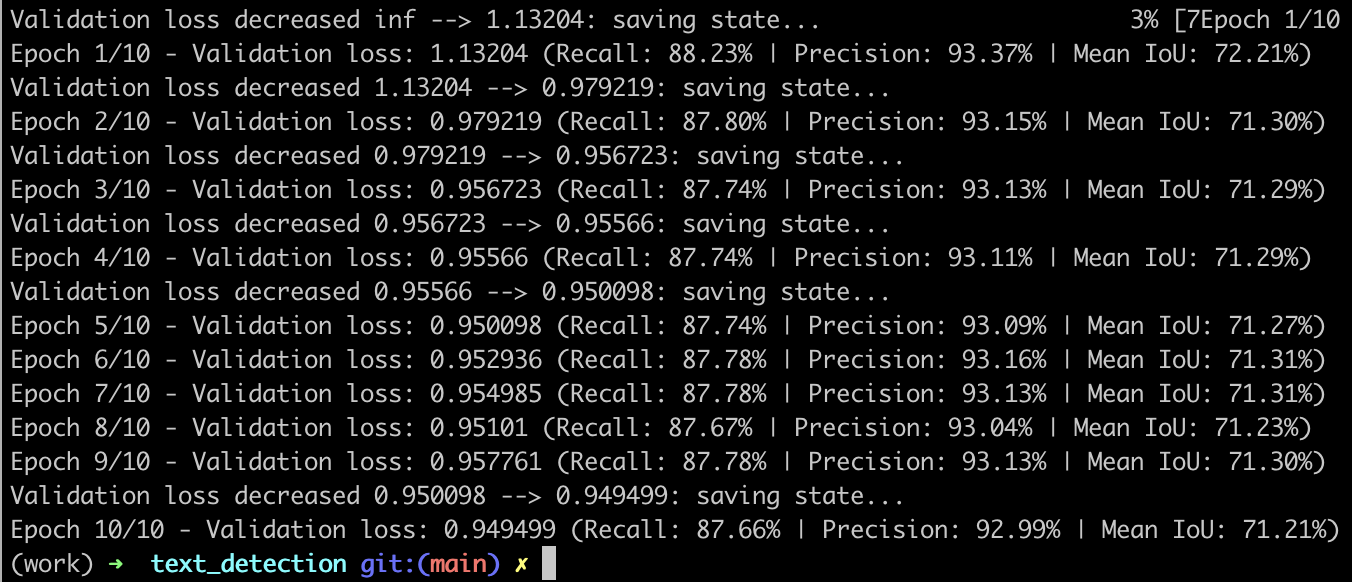 Validation loss decreased inf --> 1.13204: saving state... 3% [7Epoch 1/10
Epoch 1/10 - Validation loss: 1.13204 (Recall: 88.23% | Precision: 93.37% | Mean IoU: 72.21%)
Validation loss decreased 1.13204 --> 0.979219: saving state...
Epoch 2/10 - Validation loss: 0.979219 (Recall: 87.80% | Precision: 93.15% | Mean IoU: 71.30%)
Validation loss decreased 0.979219 --> 0.956723: saving state...
Epoch 3/10 - Validation loss: 0.956723 (Recall: 87.74% | Precision: 93.13% | Mean IoU: 71.29%)
Validation loss decreased 0.956723 --> 0.95566: saving state...
Epoch 4/10 - Validation loss: 0.95566 (Recall: 87.74% | Precision: 93.11% | Mean IoU: 71.29%)
Validation loss decreased 0.95566 --> 0.950098: saving state...
Epoch 5/10 - Validation loss: 0.950098 (Recall: 87.74% | Precision: 93.09% | Mean IoU: 71.27%)
Epoch 6/10 - Validation loss: 0.952936 (Recall: 87.78% | Precision: 93.16% | Mean IoU: 71.31%)
Epoch 7/10 - Validation loss: 0.954985 (Recall: 87.78% | Precision: 93.13% | Mean IoU: 71.31%)
Epoch 8/10 - Validation loss: 0.95101 (Recall: 87.67% | Precision: 93.04% | Mean IoU: 71.23%)
Epoch 9/10 - Validation loss: 0.957761 (Recall: 87.78% | Precision: 93.13% | Mean IoU: 71.30%)
Validation loss decreased 0.950098 --> 0.949499: saving state...
Epoch 10/10 - Validation loss: 0.949499 (Recall: 87.66% | Precision: 92.99% | Mean IoU: 71.21%)
(work) ➜ text_detection git:(main) ✗